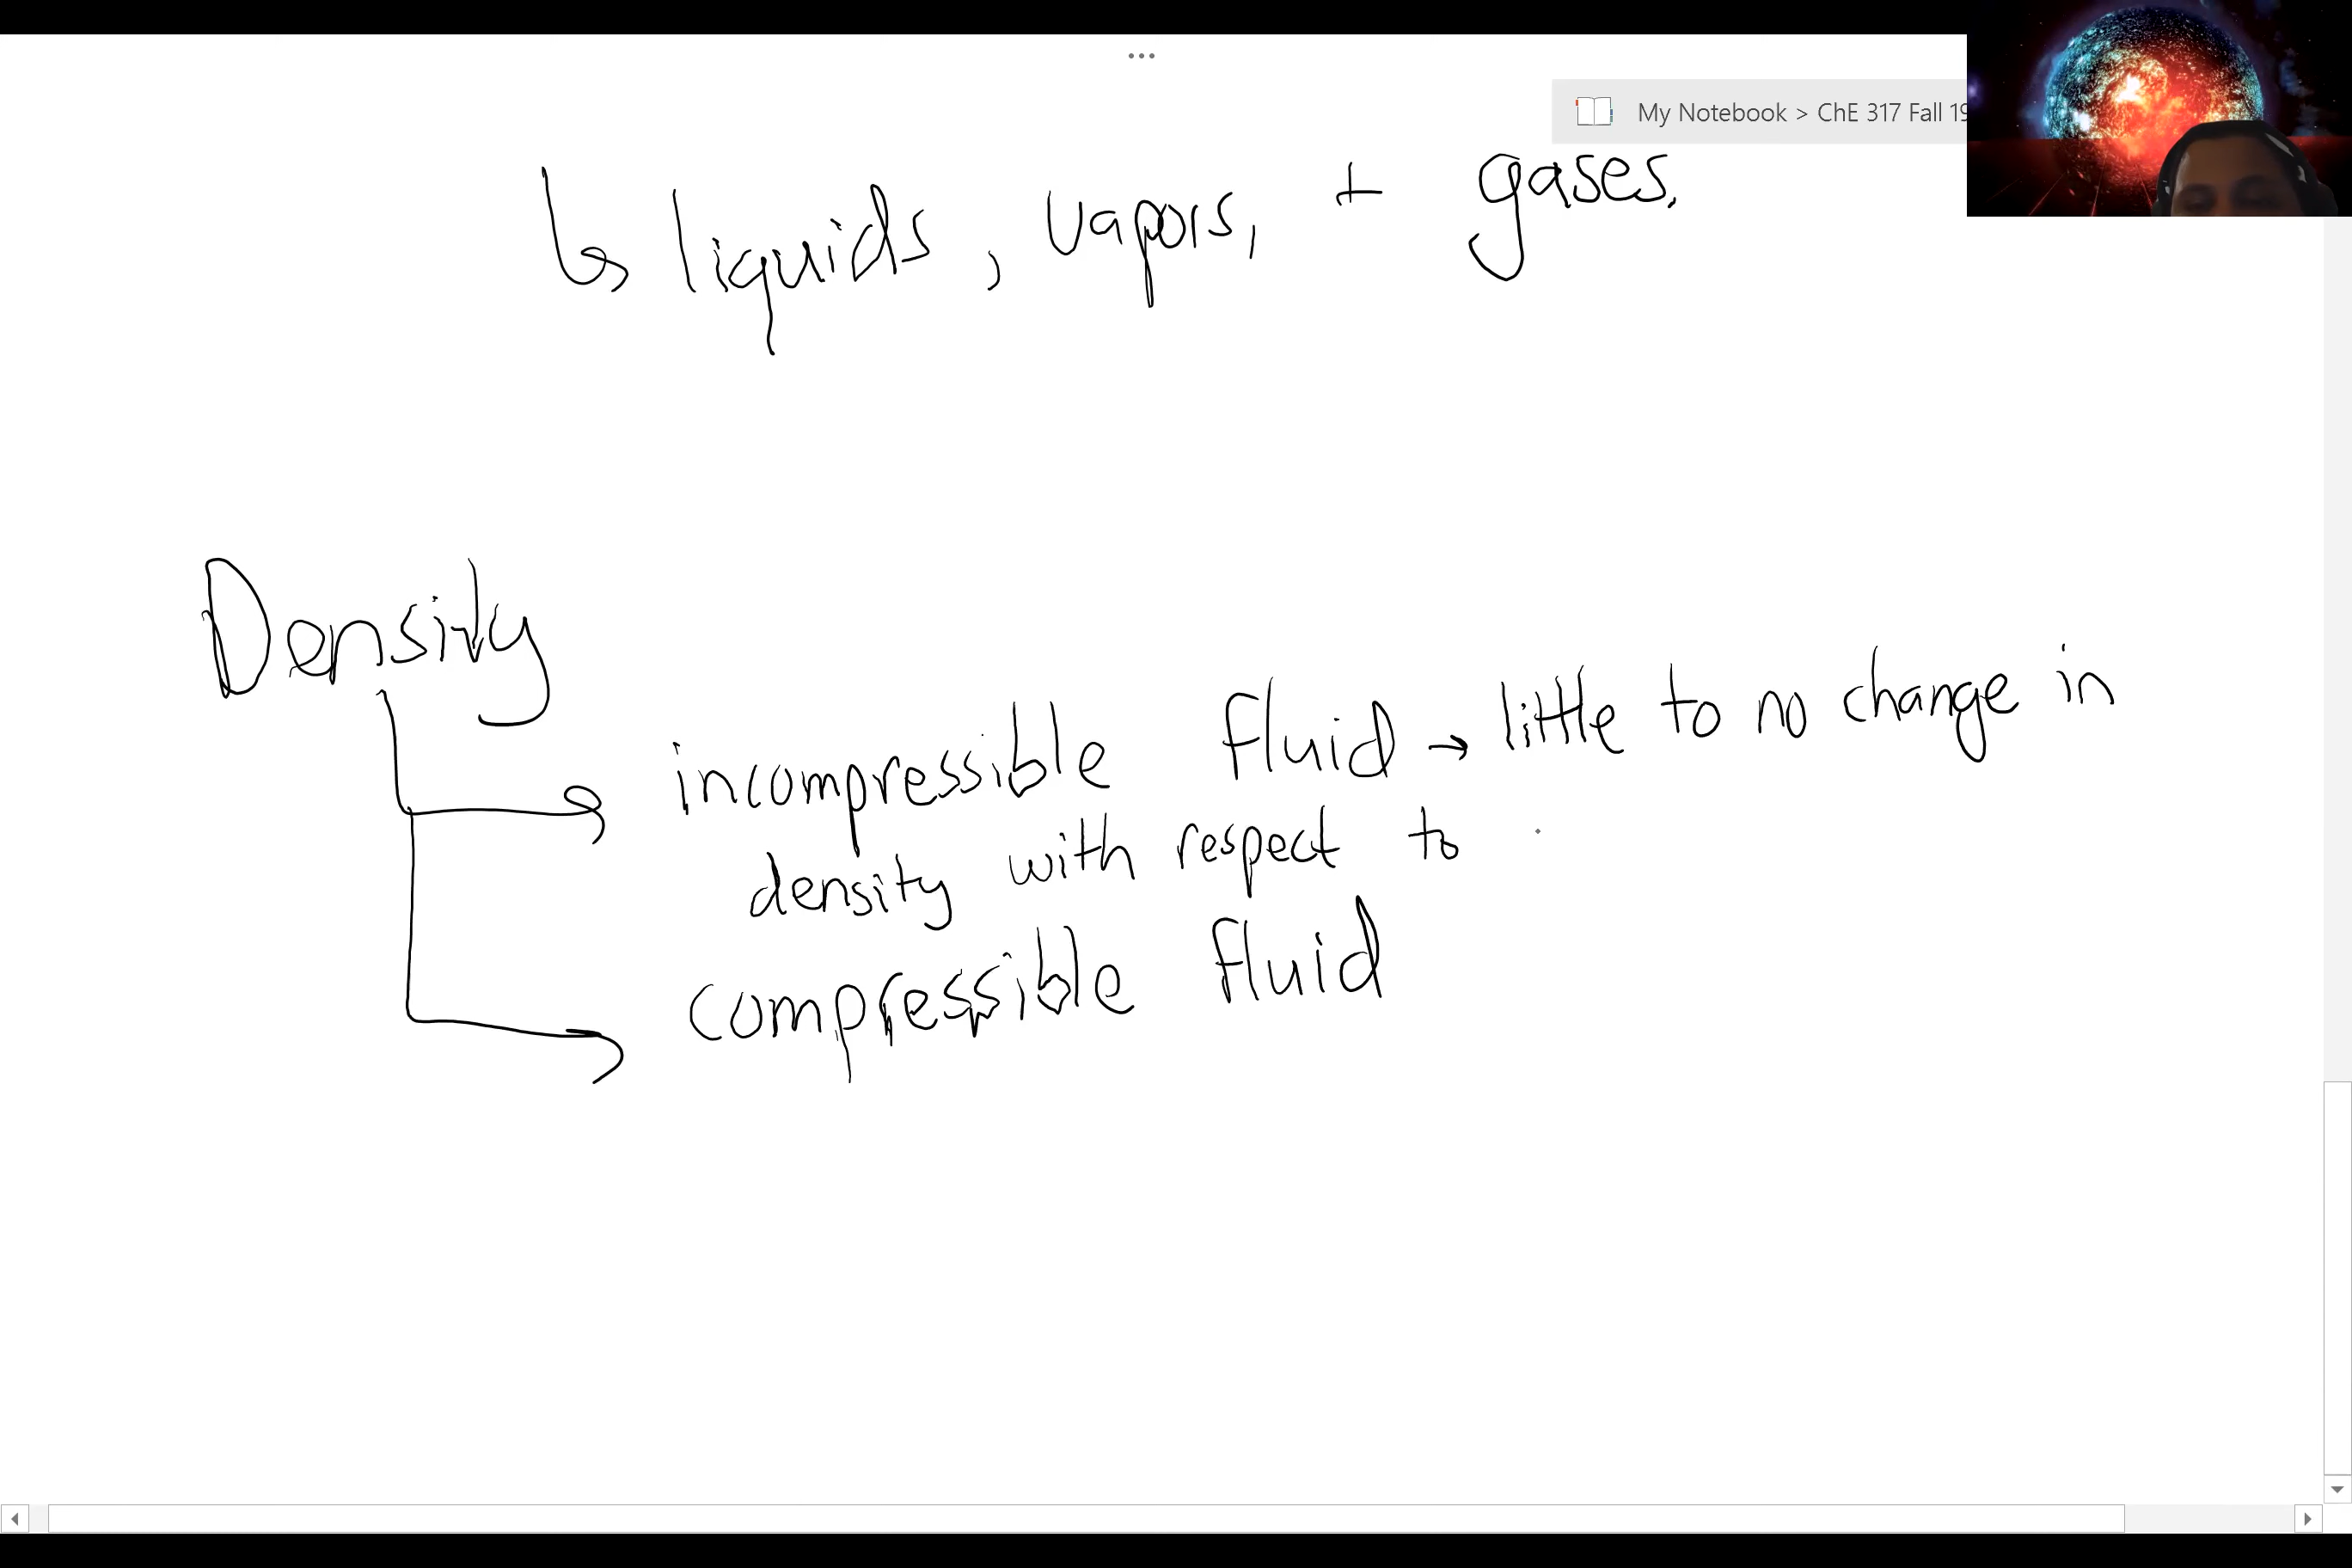 My Notebook > ChE 317 Fall 19
↳ liquids, vapors, + gases.
Density
incompressible fluid → little to no change in
density with respect to
compressible fluid